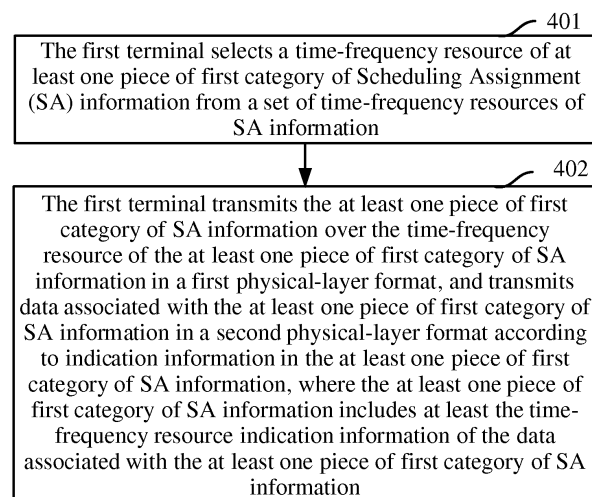 401
The first terminal selects a time-frequency resource of at
least one piece of first category of Scheduling Assignment
(SA) information from a set of time-frequency resources of
SA information
402
The first terminal transmits the at least one piece of first
category of SA information over the time-frequency
resource of the at least one piece of first category of SA
information in a first physical-layer format, and transmits
data associated with the at least one piece of first category of
SA information in a second physical-layer format according
to indication information in the at least one piece of first
category of SA information, where the at least one piece of
first category of SA information includes at least the time-
frequency resource indication information of the data
associated with the at least one piece of first category of SA
information